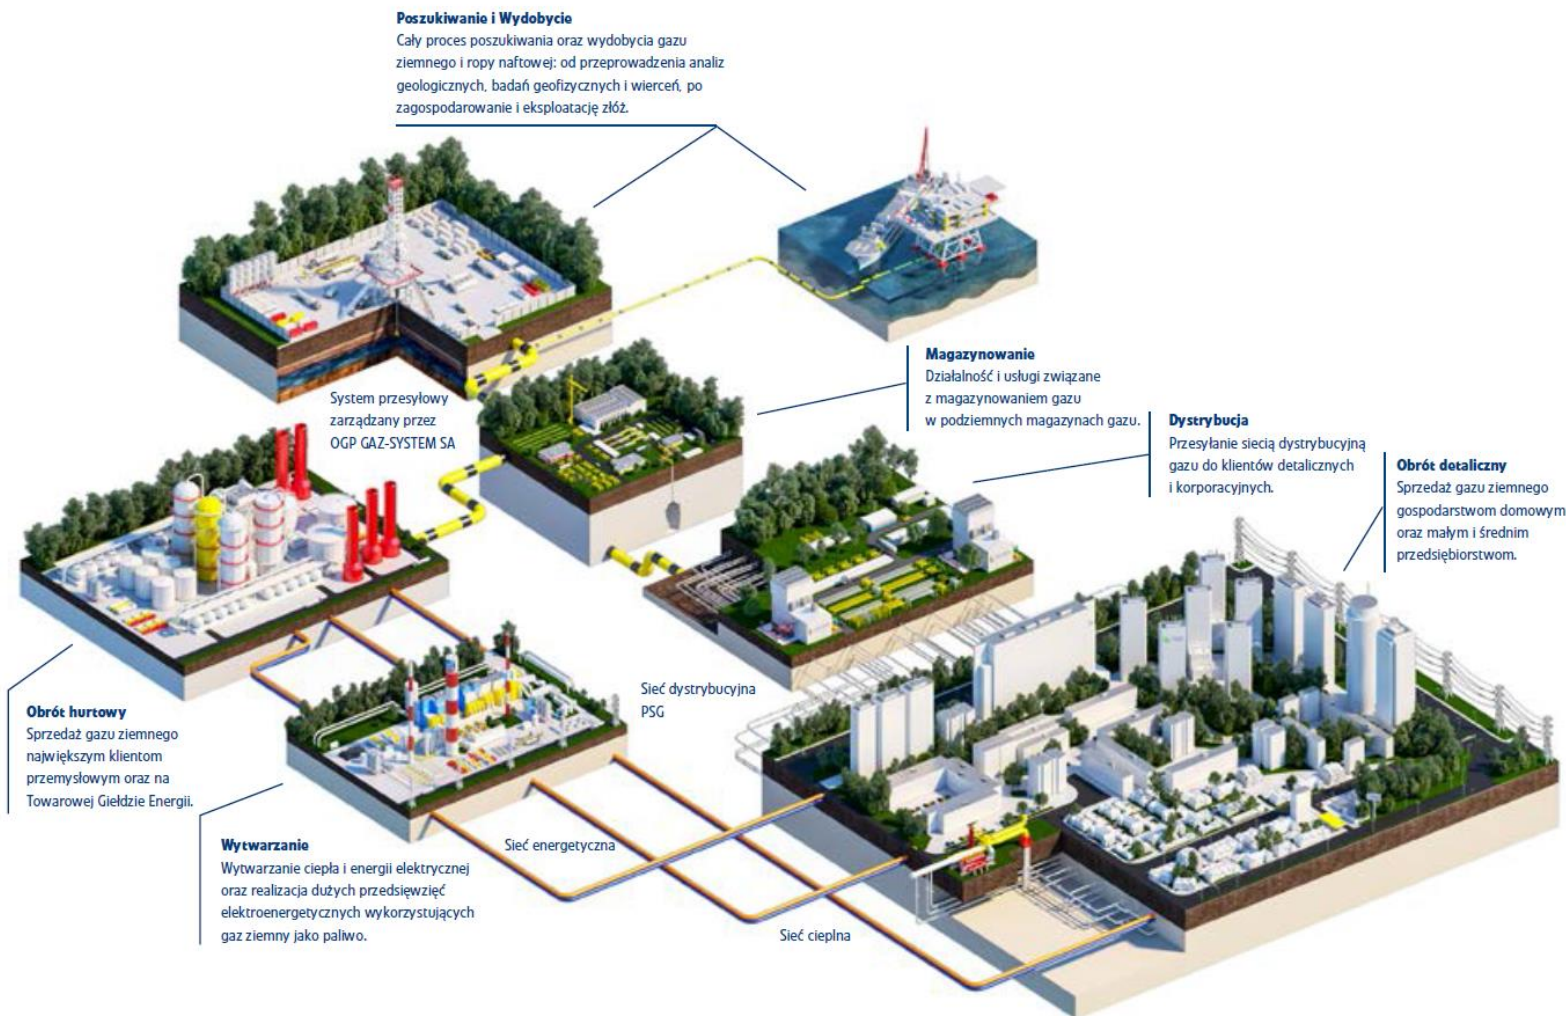 Poszukiwanie i Wydobycie
Cały proces poszukiwania oraz wydobycia gazu
ziemnego i ropy naftowej: od przeprowadzenia analiz
geologicznych, badań geofizycznych i wierceń, po
zagospodarowanie i eksploatację złóż.
Magazynowanie
Działalność i usługi związane
z magazynowaniem gazu
w podziemnych magazynach gazu.
System przesyłowy
zarządzany przez
OGP GAZ-SYSTEM SA
Dystrybucja
Przesyłanie siecią dystrybucyjną
gazu do klientów detalicznych
i korporacyjnych.
Obrót detaliczny
Sprzedaż gazu ziemnego
gospodarstwom domowym
oraz małym i średnim
przedsiębiorstwom.
Sieć dystrybucyjna
PSG
Obrót hurtowy
Sprzedaż gazu ziemnego
największym klientom
przemysłowym oraz na
Towarowej Giełdzie Energii.
Wytwarzanie
Wytwarzanie ciepła i energii elektrycznej
oraz realizacja dużych przedsięwzięć
elektroenergetycznych wykorzystujących
gaz ziemny jako paliwo.
Sieć energetyczna
Sieć cieplna